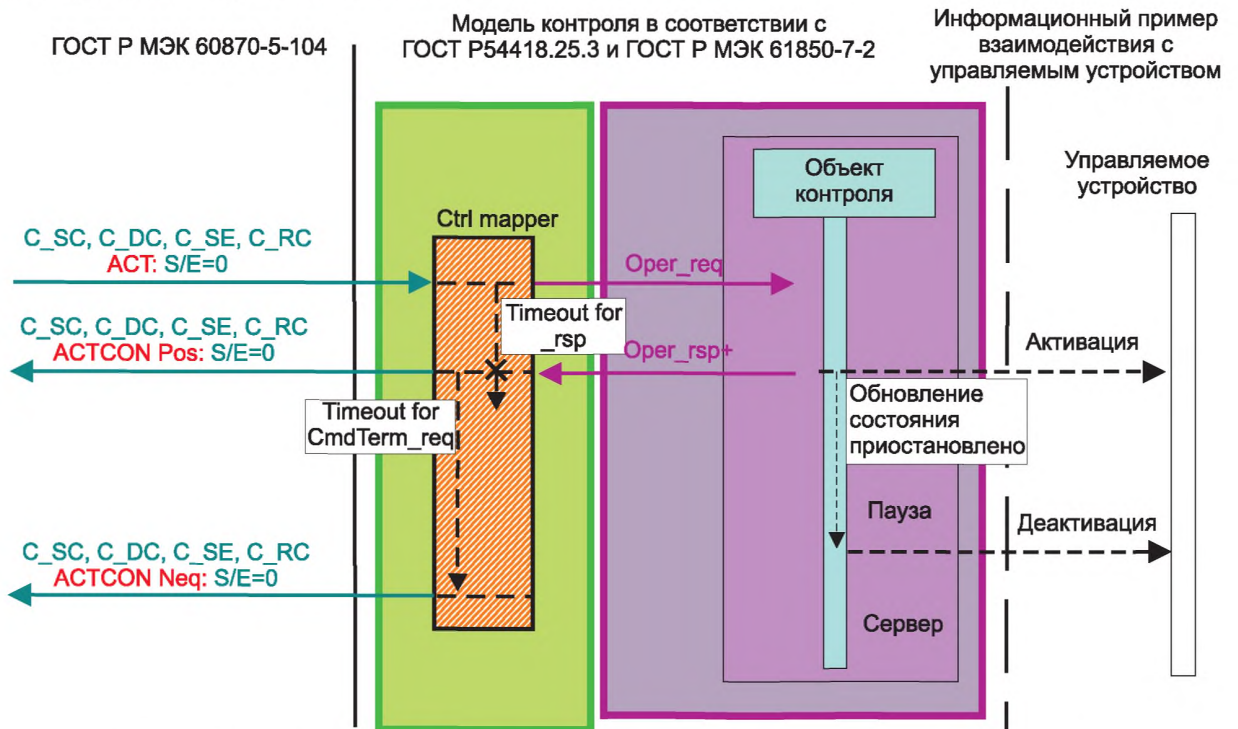 ГОСТ Р МЭК 60870-5-104
Модель контроля в соответствии с
ГОСТ Р54418.25.3 и ГОСТ Р МЭК 61850-7-2
Информационный пример
взаимодействия с
управляемым устройством
Объект
контроля
Управляемое
устройство
Ctrl mapper
C_SC, C_DC, C_SE, C_RC
ACT: S/E=0
Oper_req
Timeout for
_rsp
C_SC, C_DC, C_SE, C_RC
ACTCON Pos: S/E=0
Oper_rsp+
Активация
Timeout for
CmdTerm_req
Обновление
состояния
приостановлено
Пауза
Деактивация
C_SC, C_DC, C_SE, C_RC
ACTCON Neq: S/E=0
Сервер